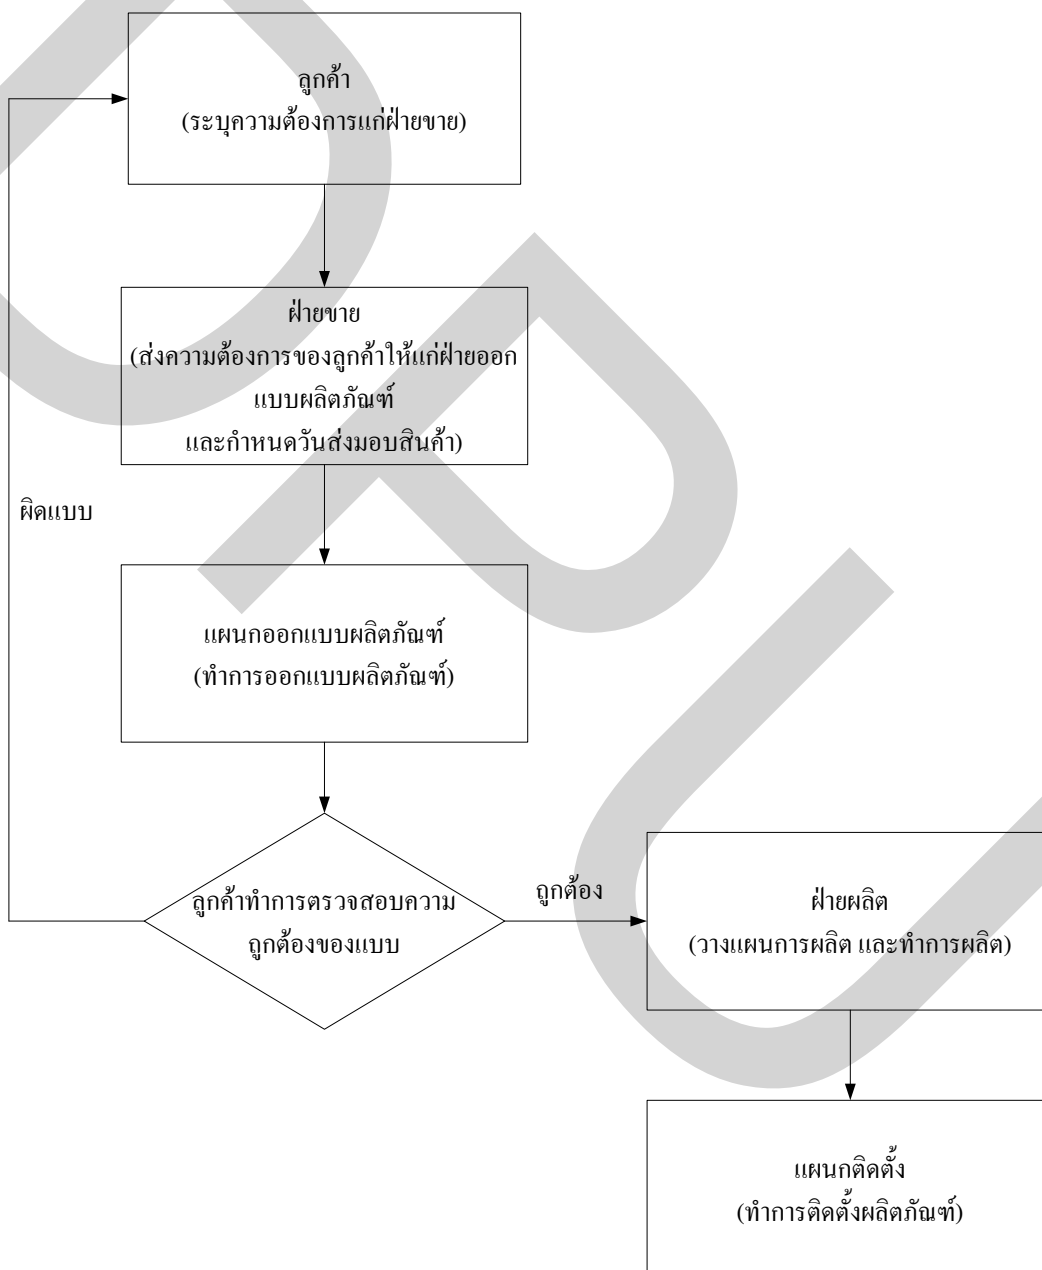 ลูกค้า
(ระบุความต้องการแก่ฝ่ายขาย)
ฝ่ายขาย
(ส่งความต้องการของลูกค้าให้แก่ฝ่ายออก
แบบผลิตภัณฑ์
และกำหนดวันส่งมอบสินค้า)
ผิดแบบ
แผนกออกแบบผลิตภัณฑ์
(ทำการออกแบบผลิตภัณฑ์)
ลูกค้าทำการตรวจสอบความ
ถูกต้องของแบบ
ถูกต้อง
ฝ่ายผลิต
(วางแผนการผลิต และทำการผลิต)
แผนกติดตั้ง
(ทำการติดตั้งผลิตภัณฑ์)
DPU